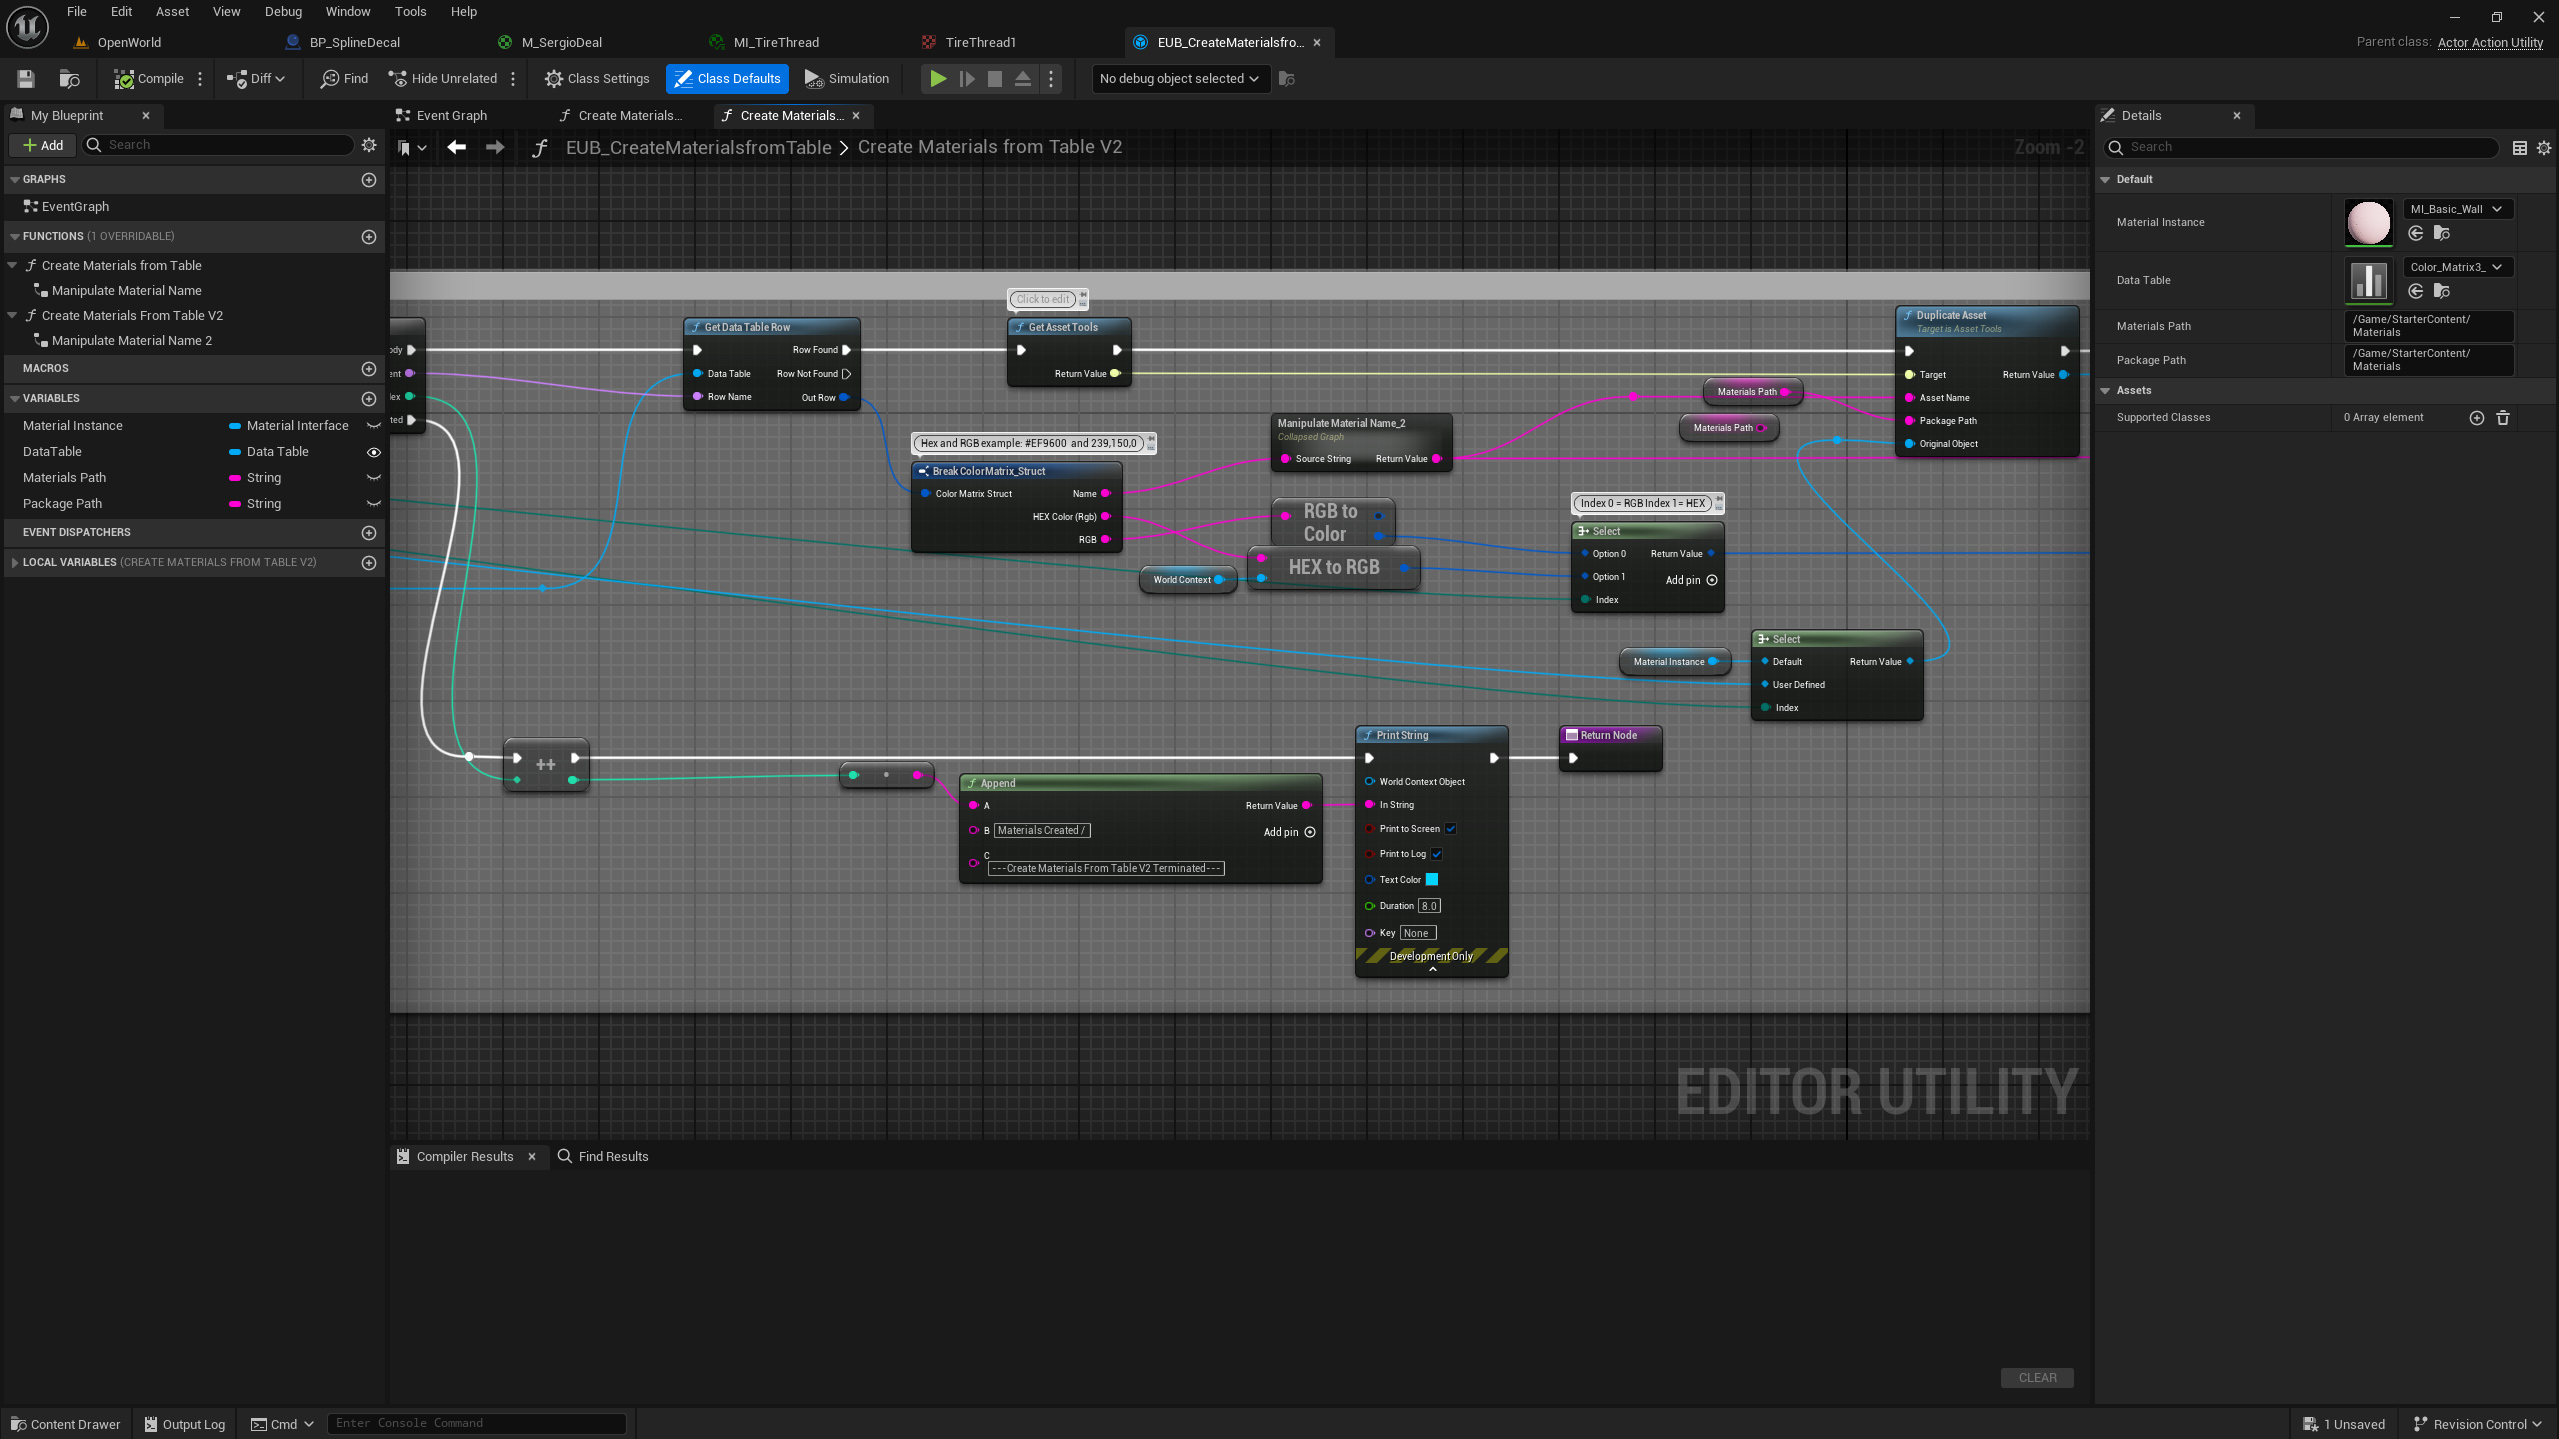 File Edit Asset View Debug Window Tools Help
OpenWorld BP_SplineDecal M_SergioDeal MI_TireThread TireThread1 EUB_CreateMaterialsfro...
Parent class: Actor Action Utility
Compile Diff Find Hide Unrelated Class Settings Class Defaults Simulation No debug object selected
My Blueprint
Add Search
GRAPHS
EventGraph
FUNCTIONS (1 OVERRIDABLE)
Create Materials from Table
Manipulate Material Name
Create Materials From Table V2
Manipulate Material Name 2
MACROS
VARIABLES
Material Instance Material Interface
DataTable Data Table
Materials Path String
Package Path String
EVENT DISPATCHERS
LOCAL VARIABLES (CREATE MATERIALS FROM TABLE V2)
Event Graph Create Materials... Create Materials...
EUB_CreateMaterialsfromTable > Create Materials from Table V2
Zoom -2
ody
ent
dex
ted
Get Data Table Row
Row Found
Data Table Row Not Found
Row Name Out Row
Click to edit
Get Asset Tools
Return Value
Duplicate Asset
Target is Asset Tools
Target Return Value
Asset Name
Package Path
Original Object
Materials Path
Materials Path
Manipulate Material Name_2
Collapsed Graph
Source String Return Value
Hex and RGB example: #EF9600 and 239,150,0
Break ColorMatrix_Struct
Color Matrix Struct Name
HEX Color (Rgb)
RGB
RGB to
Color
HEX to RGB
World Context
Index 0 = RGB Index 1= HEX
Select
Option 0 Return Value
Option 1 Add pin
Index
Material Instance
Select
Default Return Value
User Defined
Index
++
Append
A Return Value
B Materials Created / Add pin
C
---Create Materials From Table V2 Terminated---
Print String
World Context Object
In String
Print to Screen
Print to Log
Text Color
Duration 8.0
Key None
Development Only
Return Node
EDITOR UTILITY
Compiler Results Find Results
CLEAR
Details
Search
Default
Material Instance MI_Basic_Wall
Data Table Color_Matrix3_
Materials Path /Game/StarterContent/
Materials
Package Path /Game/StarterContent/
Materials
Assets
Supported Classes 0 Array element
Content Drawer Output Log Cmd Enter Console Command 1 Unsaved Revision Control